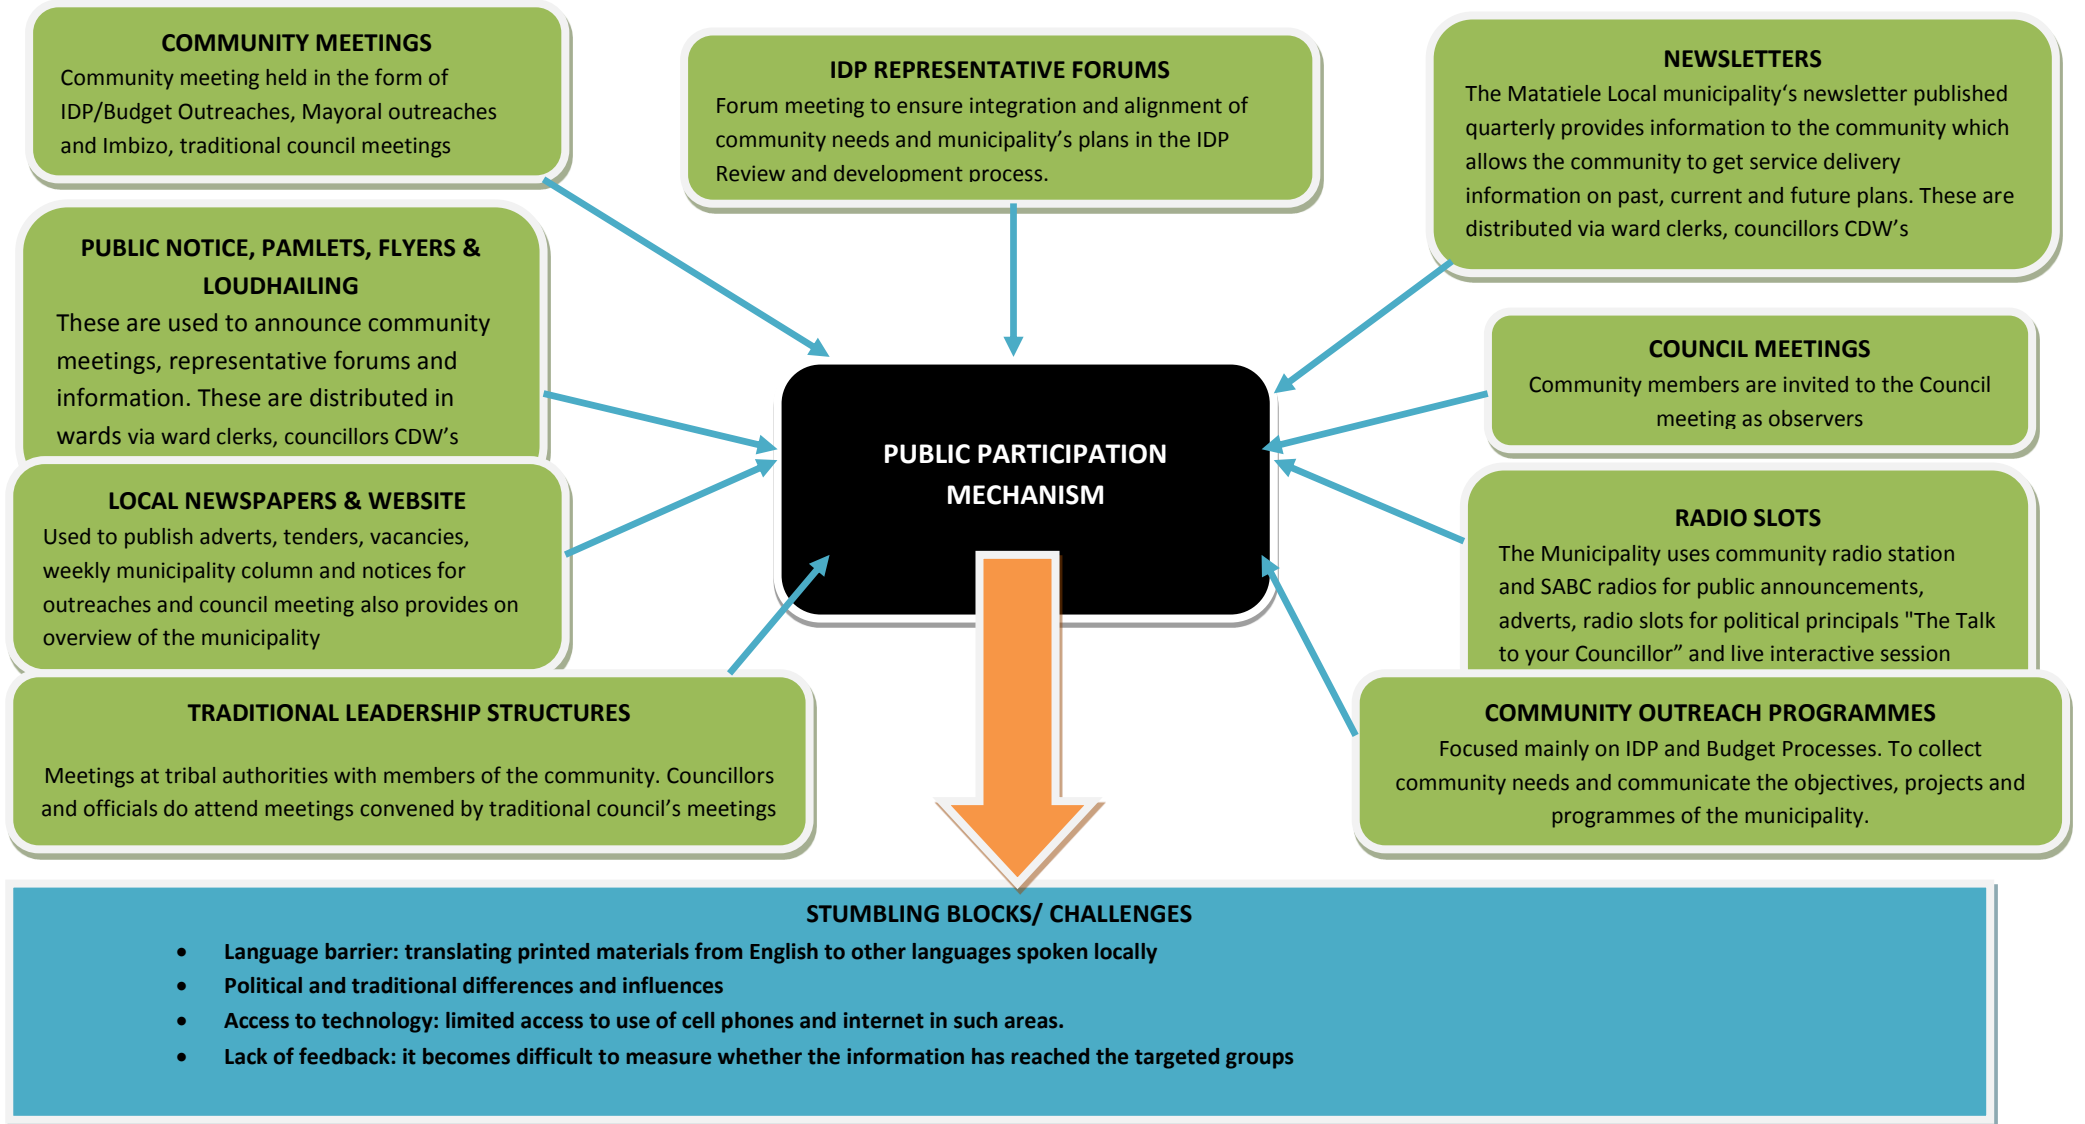 COMMUNITY MEETINGS
Community meeting held in the form of
IDP/Budget Outreaches, Mayoral outreaches
and Imbizo, traditional council meetings
IDP REPRESENTATIVE FORUMS
Forum meeting to ensure integration and alignment of
community needs and municipality’s plans in the IDP
Review and development process.
NEWSLETTERS
The Matatiele Local municipality‘s newsletter published
quarterly provides information to the community which
allows the community to get service delivery
information on past, current and future plans. These are
distributed via ward clerks, councillors CDW’s
PUBLIC NOTICE, PAMLETS, FLYERS &
LOUDHAILING
These are used to announce community
meetings, representative forums and
information. These are distributed in
wards via ward clerks, councillors CDW’s
COUNCIL MEETINGS
Community members are invited to the Council
meeting as observers
PUBLIC PARTICIPATION
MECHANISM
LOCAL NEWSPAPERS & WEBSITE
Used to publish adverts, tenders, vacancies,
weekly municipality column and notices for
outreaches and council meeting also provides on
overview of the municipality
RADIO SLOTS
The Municipality uses community radio station
and SABC radios for public announcements,
adverts, radio slots for political principals "The Talk
to your Councillor” and live interactive session
TRADITIONAL LEADERSHIP STRUCTURES
Meetings at tribal authorities with members of the community. Councillors
and officials do attend meetings convened by traditional council’s meetings
COMMUNITY OUTREACH PROGRAMMES
Focused mainly on IDP and Budget Processes. To collect
community needs and communicate the objectives, projects and
programmes of the municipality.
STUMBLING BLOCKS/ CHALLENGES
• Language barrier: translating printed materials from English to other languages spoken locally
• Political and traditional differences and influences
• Access to technology: limited access to use of cell phones and internet in such areas.
• Lack of feedback: it becomes difficult to measure whether the information has reached the targeted groups